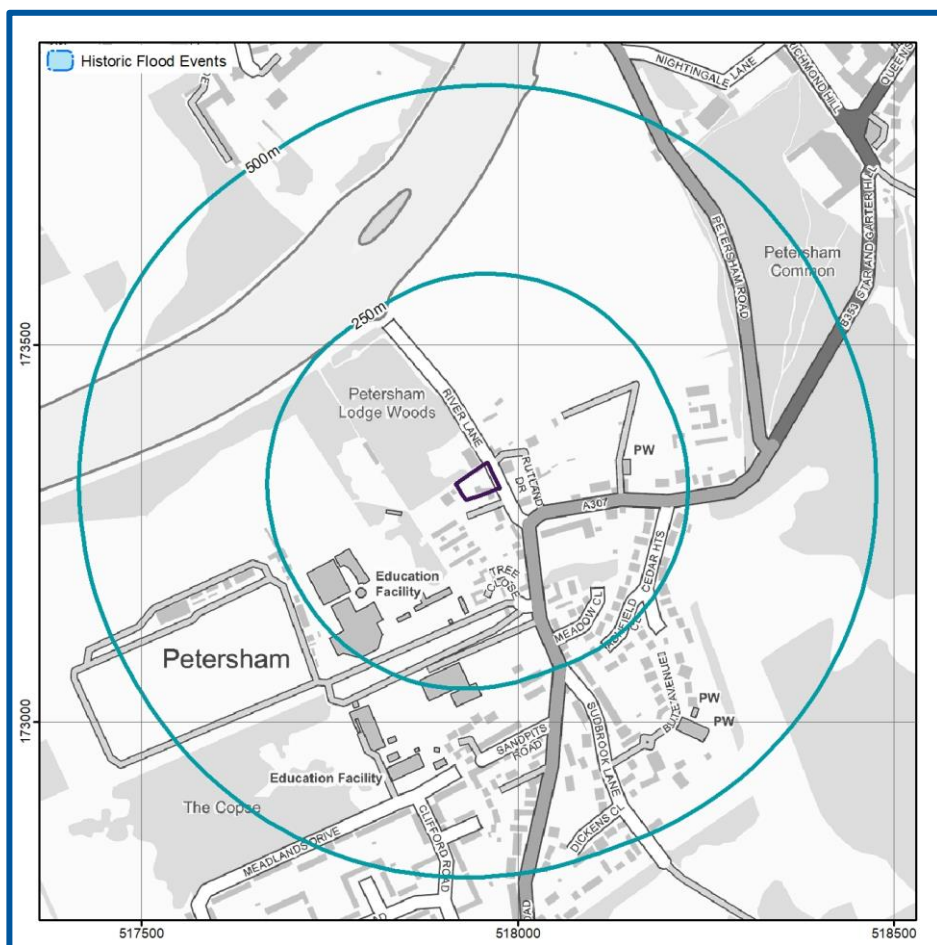 Historic Flood Events
NIGHTINGALE LANE
RICHMOND HILL
QUEEN'S
500m
PETERSHAM ROAD
Petersham
Common
STAR AND GARTER HILL
B353
250m
173500
Petersham
Lodge Woods
RIVER LANE
RUTLAND
DR
PW
A307
CEDAR HTS
TREE
CLOSE
Education
Facility
MEADOW CL
ASHFIELD
CL
Petersham
BUTE AVENUE
PW
PW
173000
SUDBROOK LANE
SANDPITS
ROAD
Education Facility
The Copse
DICKENS CL
MEADLANDS DRIVE
CLIFFORD
ROAD
OAD
517500
518000
518500